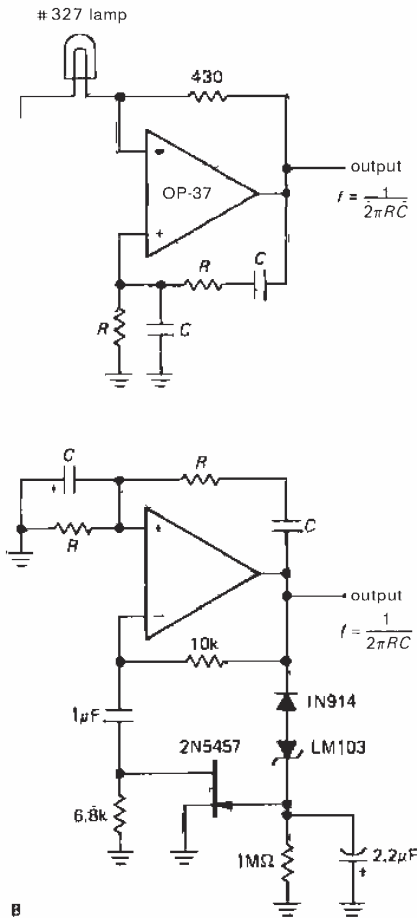 #327 lamp
430
OP-37
output
f = 1/2πRC
R
C
R
C
C
R
R
C
output
f = 1/2πRC
10k
1μF
1N914
2N5457
LM103
6.8k
1MΩ
2.2μF
B